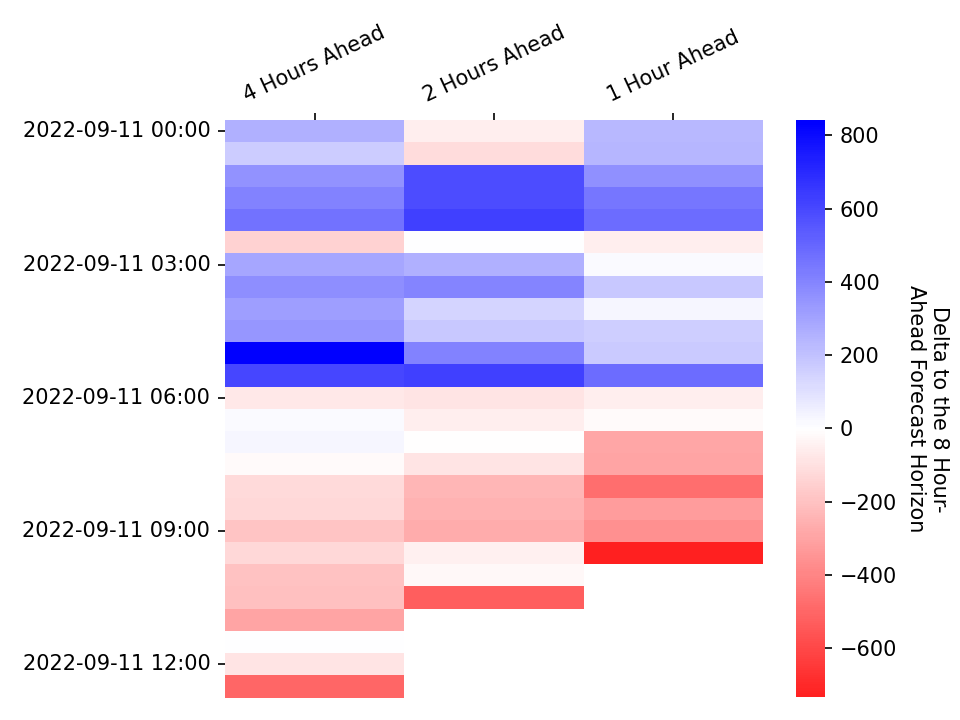 4 Hours Ahead
2 Hours Ahead
1 Hour Ahead
2022-09-11 00:00
2022-09-11 03:00
2022-09-11 06:00
2022-09-11 09:00
2022-09-11 12:00
800
600
400
200
0
−200
−400
−600
Delta to the 8 Hour-
Ahead Forecast Horizon